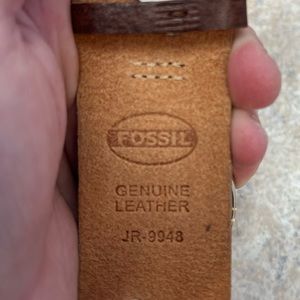 FOSSIL
GENUINE
LEATHER
JR-9948